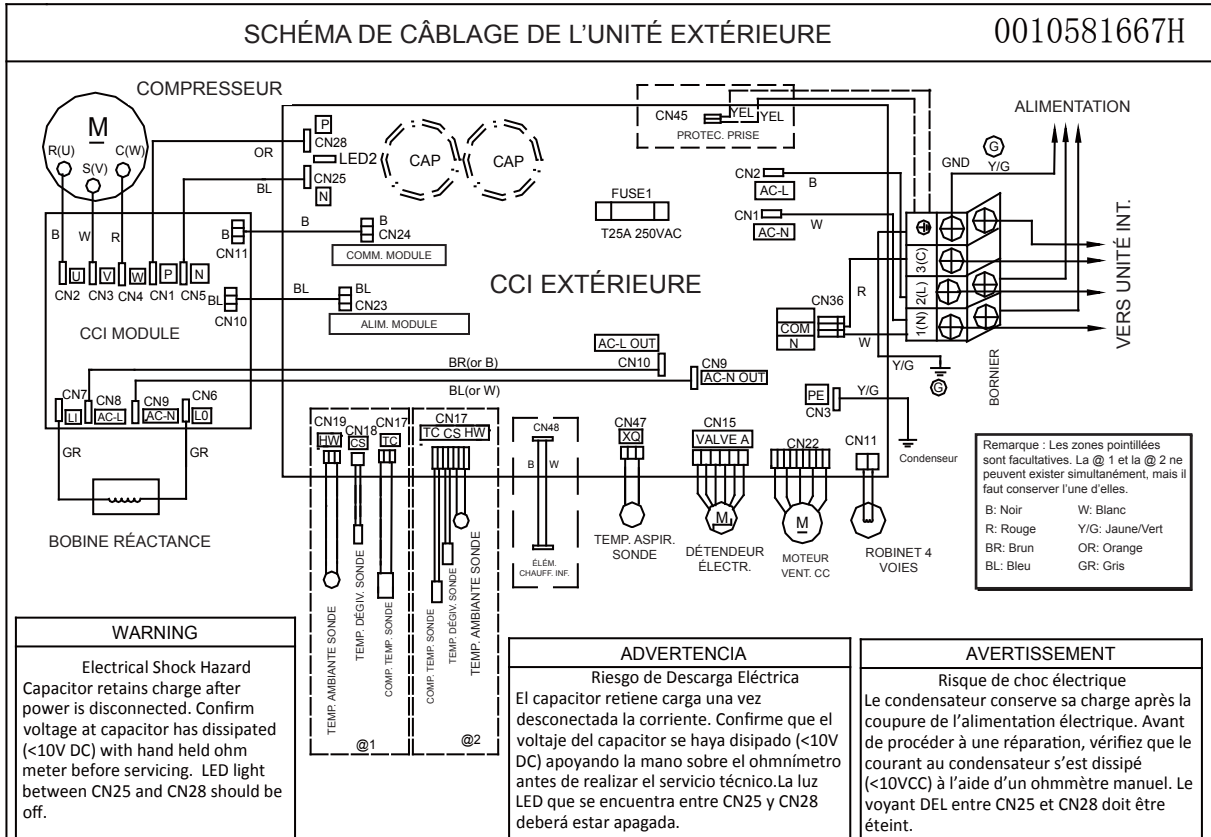 SCHÉMA DE CÂBLAGE DE L'UNITÉ EXTÉRIEURE
0010581667H
COMPRESSEUR
M
R(U)
S(V)
C(W)
B
W
R
OR
BL
P
CN28
LED2
CN25
N
CAP
CAP
CN45
YEL
YEL
PROTEC. PRISE
ALIMENTATION
G
GND
Y/G
FUSE1
T25A 250VAC
CN2
AC-L
B
CN1
AC-N
W
U
V
W
P
N
CN2
CN3
CN4
CN1
CN5
CCI MODULE
B
CN11
B
B
CN24
COMM. MODULE
BL
CN10
BL
BL
CN23
ALIM. MODULE
CCI EXTÉRIEURE
3(C)
2(L)
1(N)
VERS UNITÉ INT.
BORNIER
CN36
COM
N
R
W
Y/G
G
AC-L OUT
CN10
BR(or B)
CN9
AC-N OUT
BL(or W)
PE
CN3
Y/G
Condenseur
CN7
LI
CN8
AC-L
CN9
AC-N
CN6
L0
GR
GR
BOBINE RÉACTANCE
CN19
HW
CN18
CS
CN17
TC
TEMP. AMBIANTE SONDE
TEMP. DÉGIV. SONDE
COMP. TEMP. SONDE
@1
CN17
TC CS HW
COMP. TEMP. SONDE
TEMP. DÉGIV. SONDE
TEMP. AMBIANTE SONDE
@2
CN48
B
W
ÉLÉM.
CHAUFF. INF.
CN47
XQ
TEMP. ASPIR.
SONDE
CN15
VALVE A
M
DÉTENDEUR
ÉLECTR.
CN22
M
MOTEUR
VENT. CC
CN11
ROBINET 4
VOIES
Remarque : Les zones pointillées
sont facultatives. La @ 1 et la @ 2 ne
peuvent exister simultanément, mais il
faut conserver l'une d'elles.
B: Noir W: Blanc
R: Rouge Y/G: Jaune/Vert
BR: Brun OR: Orange
BL: Bleu GR: Gris
WARNING
Electrical Shock Hazard
Capacitor retains charge after
power is disconnected. Confirm
voltage at capacitor has dissipated
(<10V DC) with hand held ohm
meter before servicing. LED light
between CN25 and CN28 should be
off.
ADVERTENCIA
Riesgo de Descarga Eléctrica
El capacitor retiene carga una vez
desconectada la corriente. Confirme que el
voltaje del capacitor se haya disipado (<10V
DC) apoyando la mano sobre el ohmnímetro
antes de realizar el servicio técnico.La luz
LED que se encuentra entre CN25 y CN28
deberá estar apagada.
AVERTISSEMENT
Risque de choc électrique
Le condensateur conserve sa charge après la
coupure de l'alimentation électrique. Avant
de procéder à une réparation, vérifiez que le
courant au condensateur s'est dissipé
(<10VCC) à l'aide d'un ohmmètre manuel. Le
voyant DEL entre CN25 et CN28 doit être
éteint.